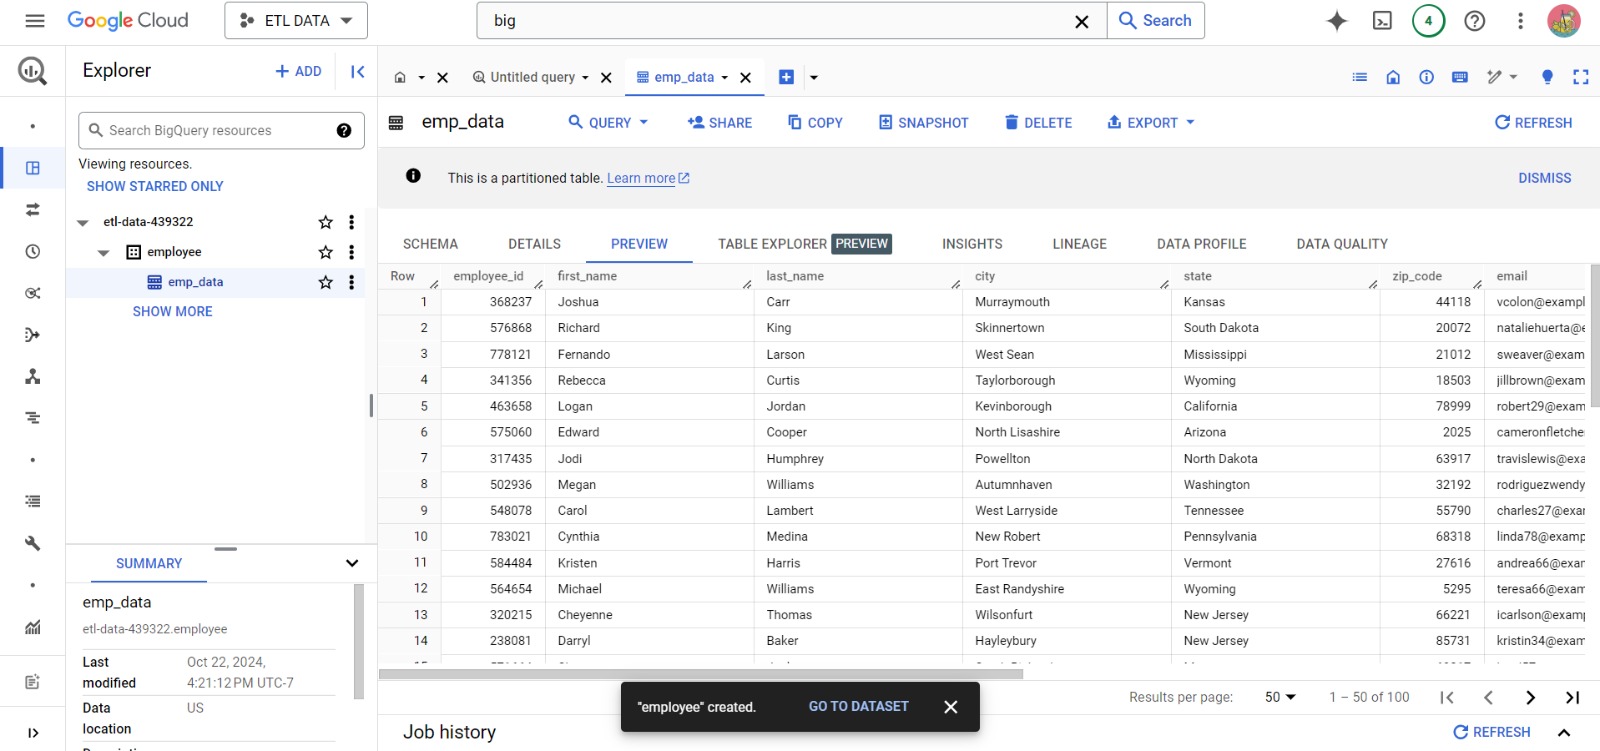 Google Cloud
ETL DATA
big
Search
4
Explorer
ADD
Untitled query
emp_data
Search BigQuery resources
Viewing resources.
SHOW STARRED ONLY
etl-data-439322
employee
emp_data
SHOW MORE
emp_data
QUERY
SHARE
COPY
SNAPSHOT
DELETE
EXPORT
REFRESH
This is a partitioned table. Learn more
DISMISS
SCHEMA
DETAILS
PREVIEW
TABLE EXPLORER PREVIEW
INSIGHTS
LINEAGE
DATA PROFILE
DATA QUALITY
Row employee_id first_name last_name city state zip_code email
1 368237 Joshua Carr Murraymouth Kansas 44118 vcolon@exampl
2 576868 Richard King Skinnertown South Dakota 20072 nataliehuerta@e
3 778121 Fernando Larson West Sean Mississippi 21012 sweaver@exam
4 341356 Rebecca Curtis Taylorborough Wyoming 18503 jillbrown@exam
5 463658 Logan Jordan Kevinborough California 78999 robert29@exam
6 575060 Edward Cooper North Lisashire Arizona 2025 cameronfletche
7 317435 Jodi Humphrey Powellton North Dakota 63917 travislewis@exa
8 502936 Megan Williams Autumnhaven Washington 32192 rodriguezwendy
9 548078 Carol Lambert West Larryside Tennessee 55790 charles27@exar
10 783021 Cynthia Medina New Robert Pennsylvania 68318 linda78@examp
11 584484 Kristen Harris Port Trevor Vermont 27616 andrea66@exar
12 564654 Michael Williams East Randyshire Wyoming 5295 teresa66@exam
13 320215 Cheyenne Thomas Wilsonfurt New Jersey 66221 icarlson@examp
14 238081 Darryl Baker Hayleybury New Jersey 85731 kristin34@exam
SUMMARY
emp_data
etl-data-439322.employee
Last modified
Oct 22, 2024, 4:21:12 PM UTC-7
Data location
US
"employee" created.
GO TO DATASET
Results per page: 50
1 – 50 of 100
Job history
REFRESH